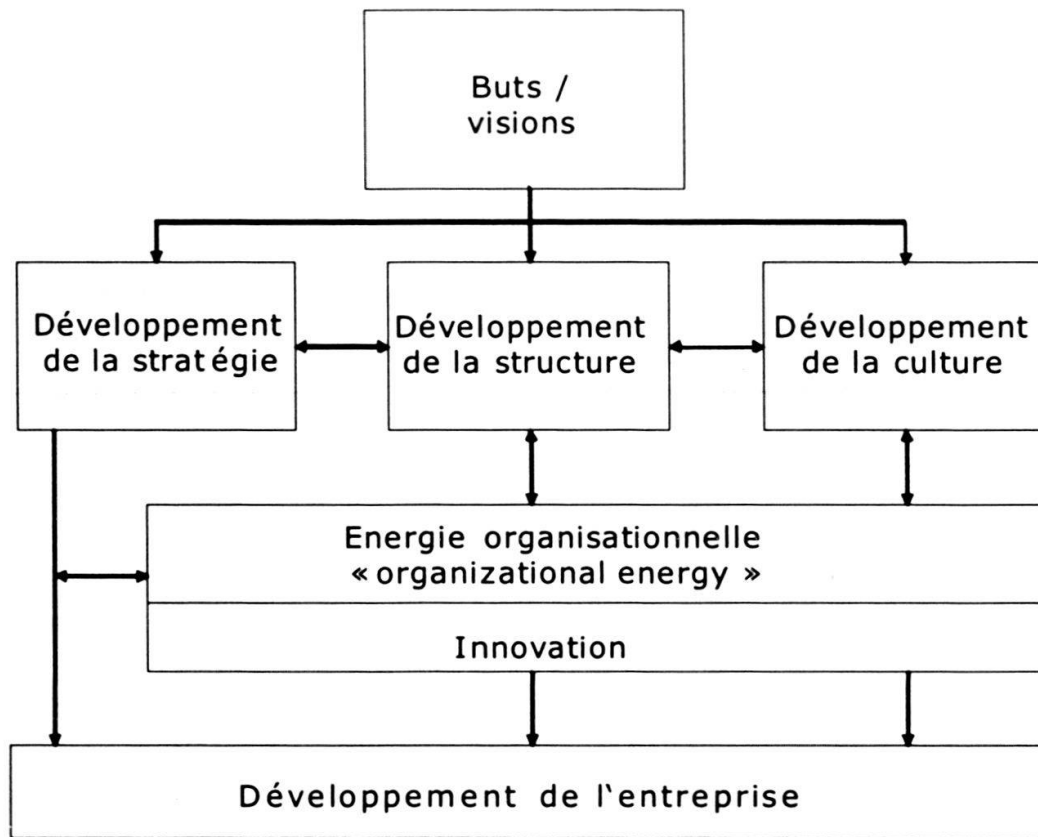 Buts /
visions
Développement
de la stratégie
Développement
de la structure
Développement
de la culture
Energie organisationnelle
« organizational energy »
Innovation
Développement de l'entreprise